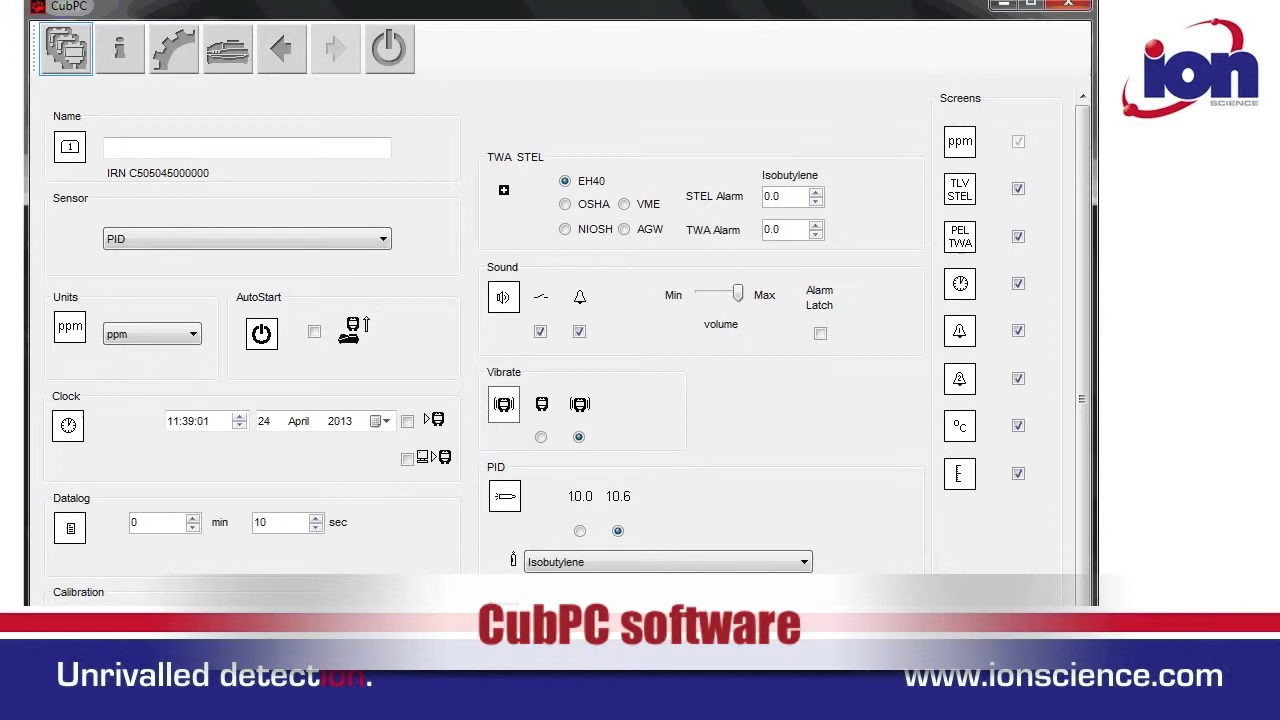 CubPC
ion
SCIENCE
Name
1
IRN C505045000000
Sensor
PID
Units
ppm
ppm
AutoStart
Clock
11:39:01 24 April 2013
Datalog
0 min 10 sec
Calibration
TWA STEL
EH40
OSHA VME
NIOSH AGW
Isobutylene
STEL Alarm 0.0
TWA Alarm 0.0
Sound
Min Max
volume
Alarm
Latch
Vibrate
PID
10.0 10.6
Isobutylene
Screens
ppm
TLV
STEL
PEL
TWA
1
2
°C
CubPC software
Unrivalled detection.
www.ionscience.com